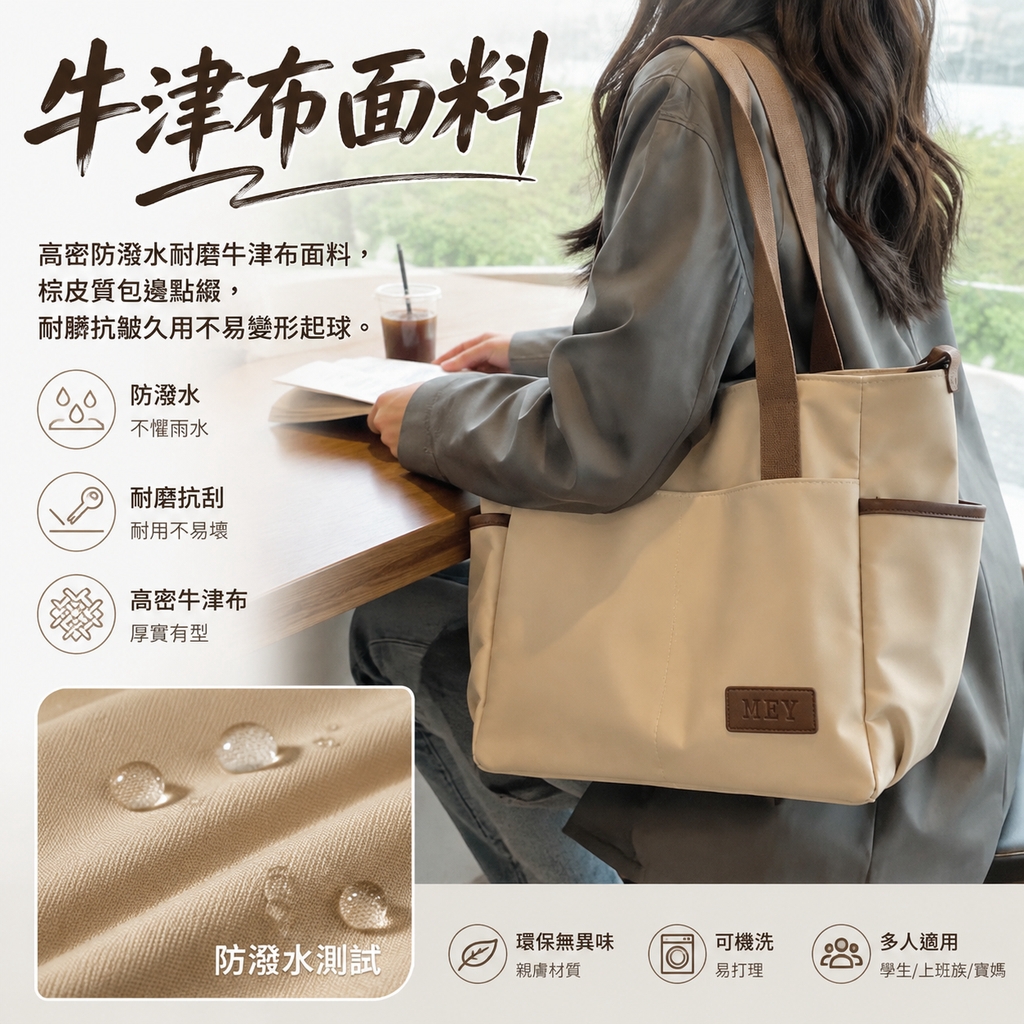 牛津布面料
高密防潑水耐磨牛津布面料，
棕皮質包邊點綴，
耐髒抗皺久用不易變形起球。
防潑水
不懼雨水
耐磨抗刮
耐用不易壞
高密牛津布
厚實有型
MEY
防潑水測試
環保無異味
親膚材質
可機洗
易打理
多人適用
學生/上班族/寶媽